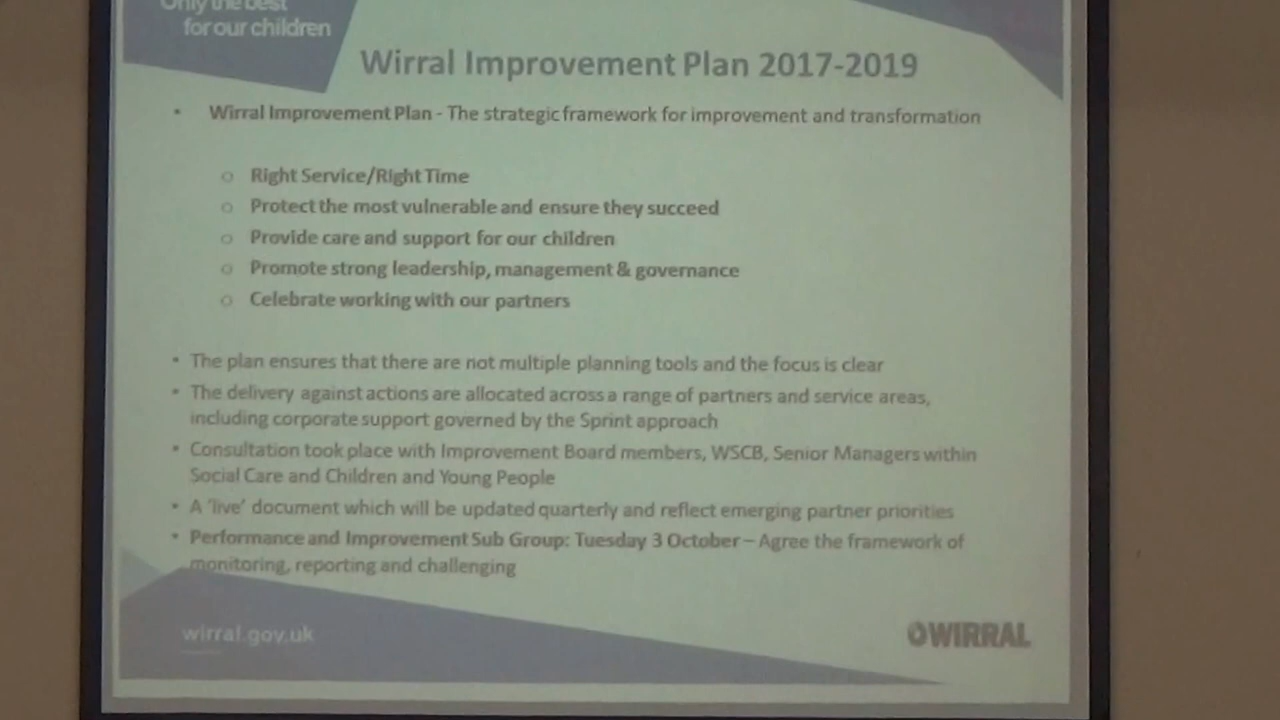 Only the best
for our children
Wirral Improvement Plan 2017-2019
• Wirral Improvement Plan - The strategic framework for improvement and transformation
o Right Service/Right Time
o Protect the most vulnerable and ensure they succeed
o Provide care and support for our children
o Promote strong leadership, management & governance
o Celebrate working with our partners
• The plan ensures that there are not multiple planning tools and the focus is clear
• The delivery against actions are allocated across a range of partners and service areas,
including corporate support governed by the Sprint approach
• Consultation took place with Improvement Board members, WSCB, Senior Managers within
Social Care and Children and Young People
• A 'live' document which will be updated quarterly and reflect emerging partner priorities
• Performance and Improvement Sub Group: Tuesday 3 October – Agree the framework of
monitoring, reporting and challenging
wirral.gov.uk
WIRRAL